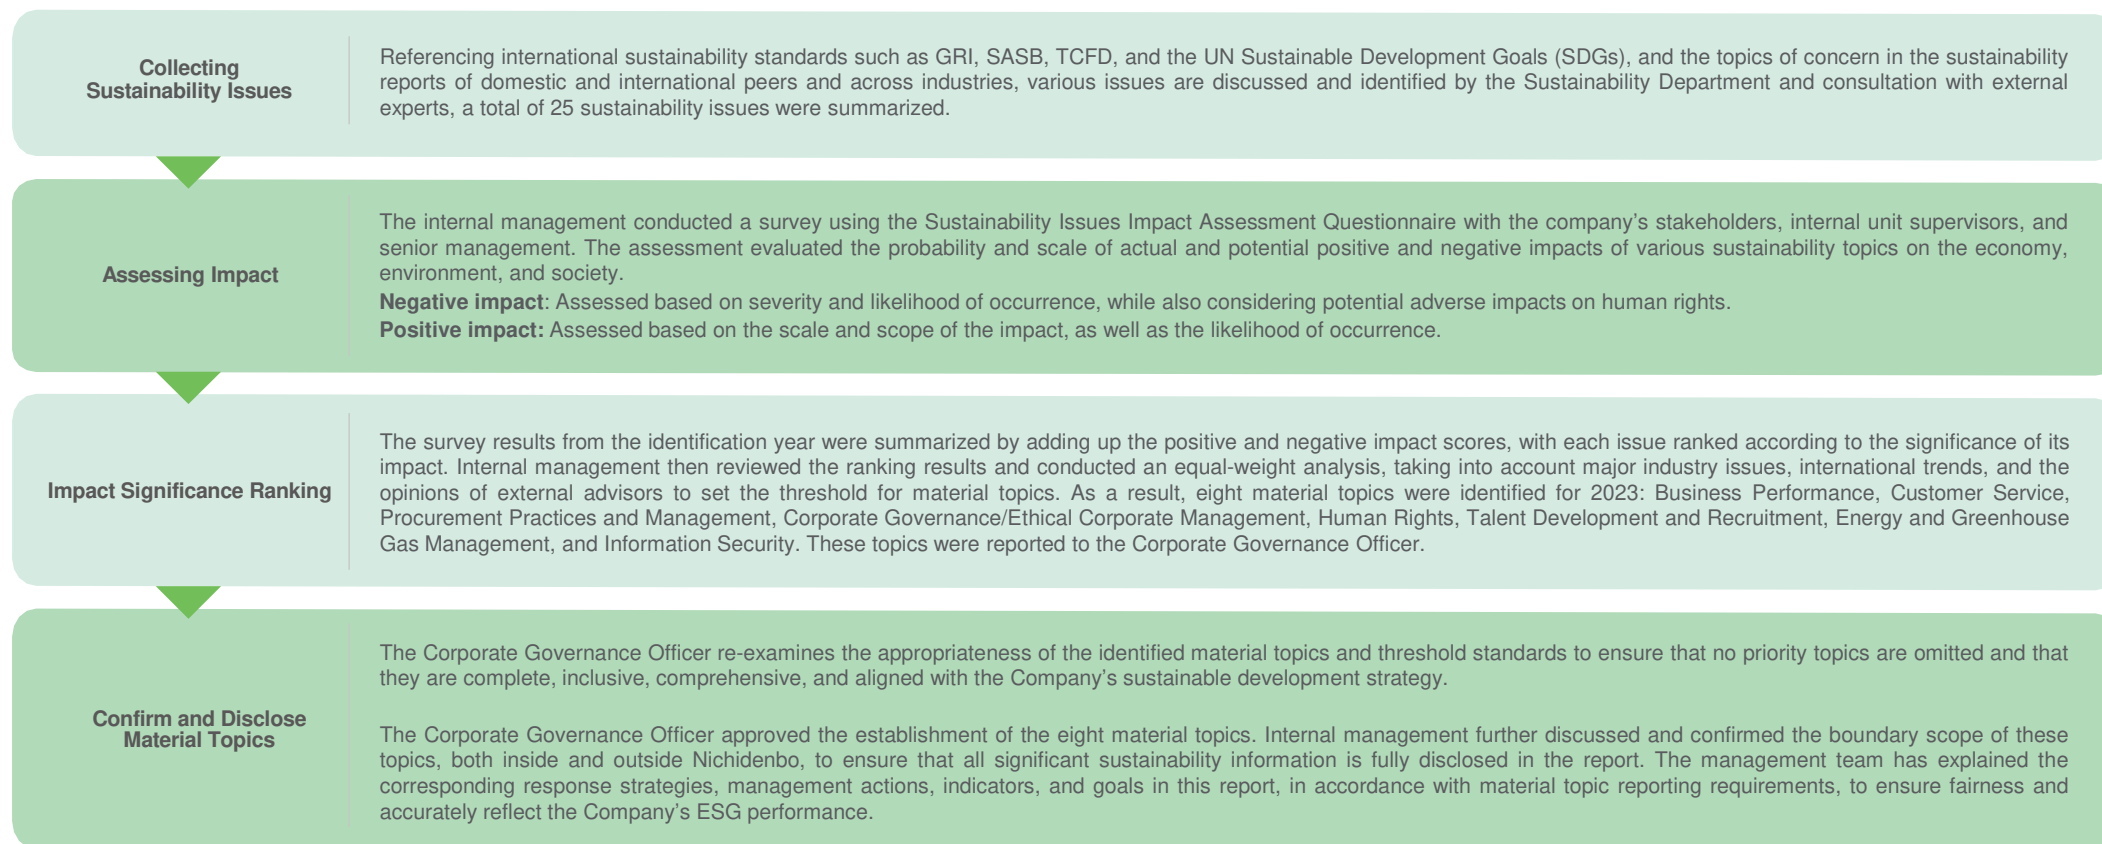 Collecting
Sustainability Issues
Referencing international sustainability standards such as GRI, SASB, TCFD, and the UN Sustainable Development Goals (SDGs), and the topics of concern in the sustainability
reports of domestic and international peers and across industries, various issues are discussed and identified by the Sustainability Department and consultation with external
experts, a total of 25 sustainability issues were summarized.
Assessing Impact
The internal management conducted a survey using the Sustainability Issues Impact Assessment Questionnaire with the company's stakeholders, internal unit supervisors, and
senior management. The assessment evaluated the probability and scale of actual and potential positive and negative impacts of various sustainability topics on the economy,
environment, and society.
Negative impact: Assessed based on severity and likelihood of occurrence, while also considering potential adverse impacts on human rights.
Positive impact: Assessed based on the scale and scope of the impact, as well as the likelihood of occurrence.
Impact Significance Ranking
The survey results from the identification year were summarized by adding up the positive and negative impact scores, with each issue ranked according to the significance of its
impact. Internal management then reviewed the ranking results and conducted an equal-weight analysis, taking into account major industry issues, international trends, and the
opinions of external advisors to set the threshold for material topics. As a result, eight material topics were identified for 2023: Business Performance, Customer Service,
Procurement Practices and Management, Corporate Governance/Ethical Corporate Management, Human Rights, Talent Development and Recruitment, Energy and Greenhouse
Gas Management, and Information Security. These topics were reported to the Corporate Governance Officer.
Confirm and Disclose
Material Topics
The Corporate Governance Officer re-examines the appropriateness of the identified material topics and threshold standards to ensure that no priority topics are omitted and that
they are complete, inclusive, comprehensive, and aligned with the Company's sustainable development strategy.
The Corporate Governance Officer approved the establishment of the eight material topics. Internal management further discussed and confirmed the boundary scope of these
topics, both inside and outside Nichidenbo, to ensure that all significant sustainability information is fully disclosed in the report. The management team has explained the
corresponding response strategies, management actions, indicators, and goals in this report, in accordance with material topic reporting requirements, to ensure fairness and
accurately reflect the Company's ESG performance.